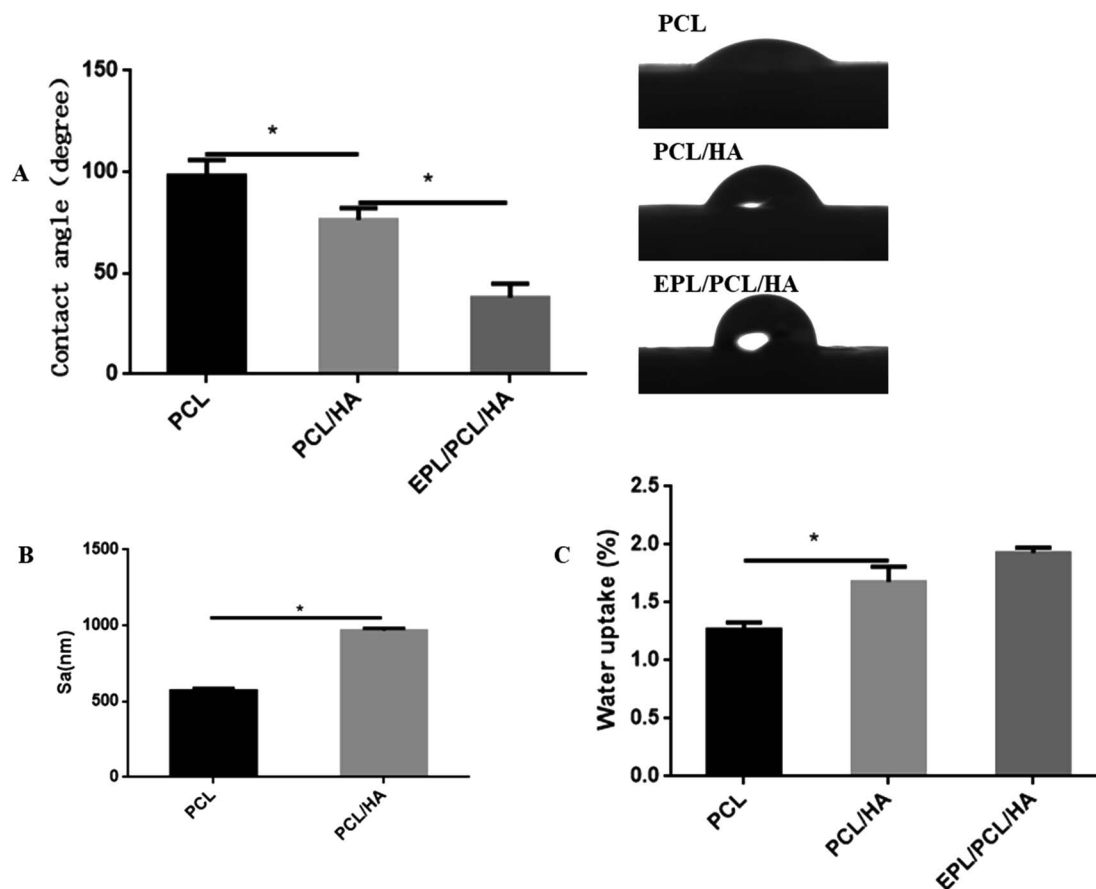 A
Contact angle (degree)
150
100
50
0
*
*
PCL
PCL/HA
EPL/PCL/HA
PCL
PCL/HA
EPL/PCL/HA
B
Sa(nm)
1500
1000
500
0
*
PCL
PCL/HA
C
Water uptake (%)
2.5
2.0
1.5
1.0
0.5
0.0
*
PCL
PCL/HA
EPL/PCL/HA